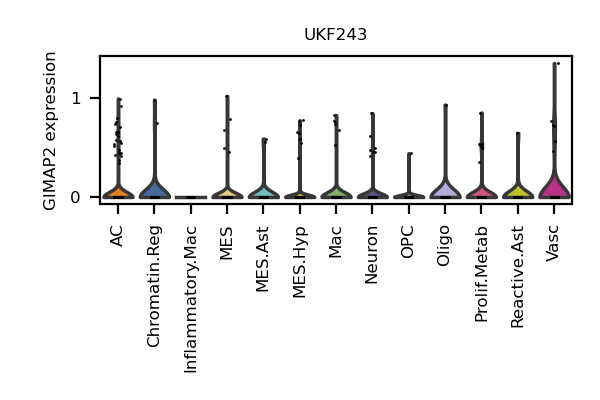 UKF243
GIMAP2 expression
1
0
AC
Chromatin.Reg
Inflammatory.Mac
MES
MES.Ast
MES.Hyp
Mac
Neuron
OPC
Oligo
Prolif.Metab
Reactive.Ast
Vasc